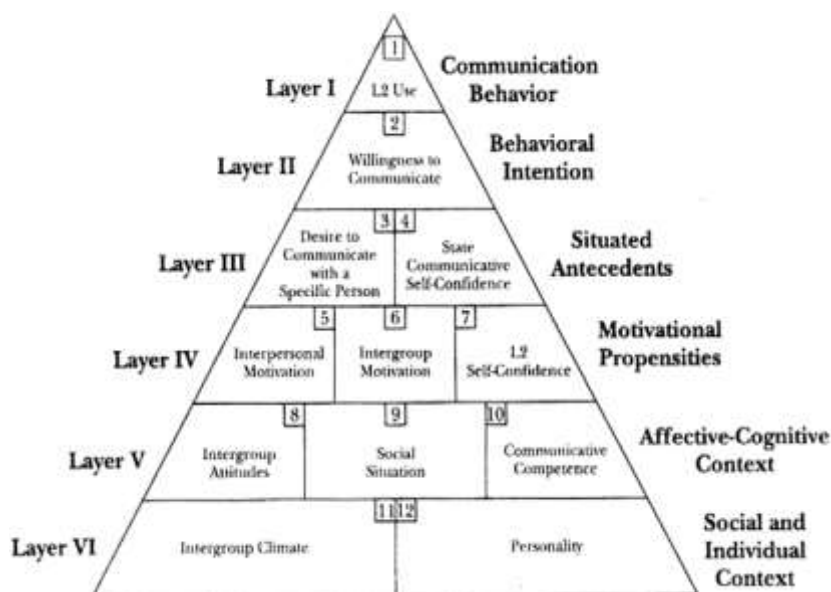 1
Layer I
L2 Use
Communication
Behavior
2
Layer II
Willingness to
Communicate
Behavioral
Intention
3
4
Layer III
Desire to
Communicate
with a
Specific Person
State
Communicative
Self-Confidence
Situated
Antecedents
5
6
7
Layer IV
Interpersonal
Motivation
Intergroup
Motivation
L2
Self-Confidence
Motivational
Propensities
8
9
10
Layer V
Intergroup
Attitudes
Social
Situation
Communicative
Competence
Affective-Cognitive
Context
11
12
Layer VI
Intergroup Climate
Personality
Social and
Individual
Context